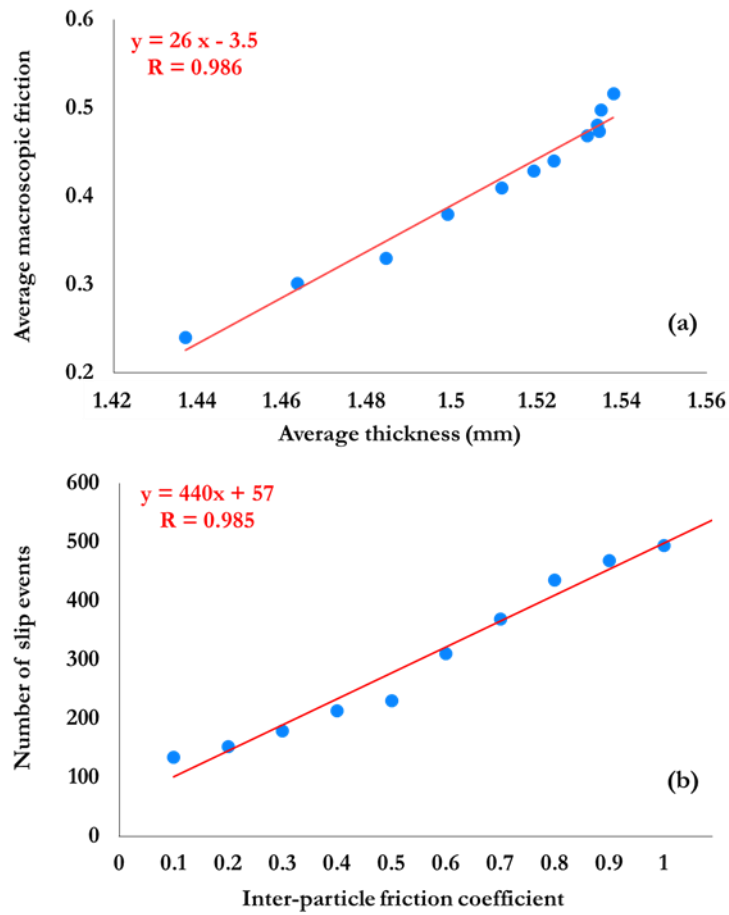 0.6
y = 26 x - 3.5
R = 0.986
0.5
0.4
0.3
0.2
Average macroscopic friction
(a)
1.42 1.44 1.46 1.48 1.5 1.52 1.54 1.56
Average thickness (mm)
600
y = 440x + 57
R = 0.985
500
400
300
200
100
0
Number of slip events
(b)
0 0.1 0.2 0.3 0.4 0.5 0.6 0.7 0.8 0.9 1
Inter-particle friction coefficient